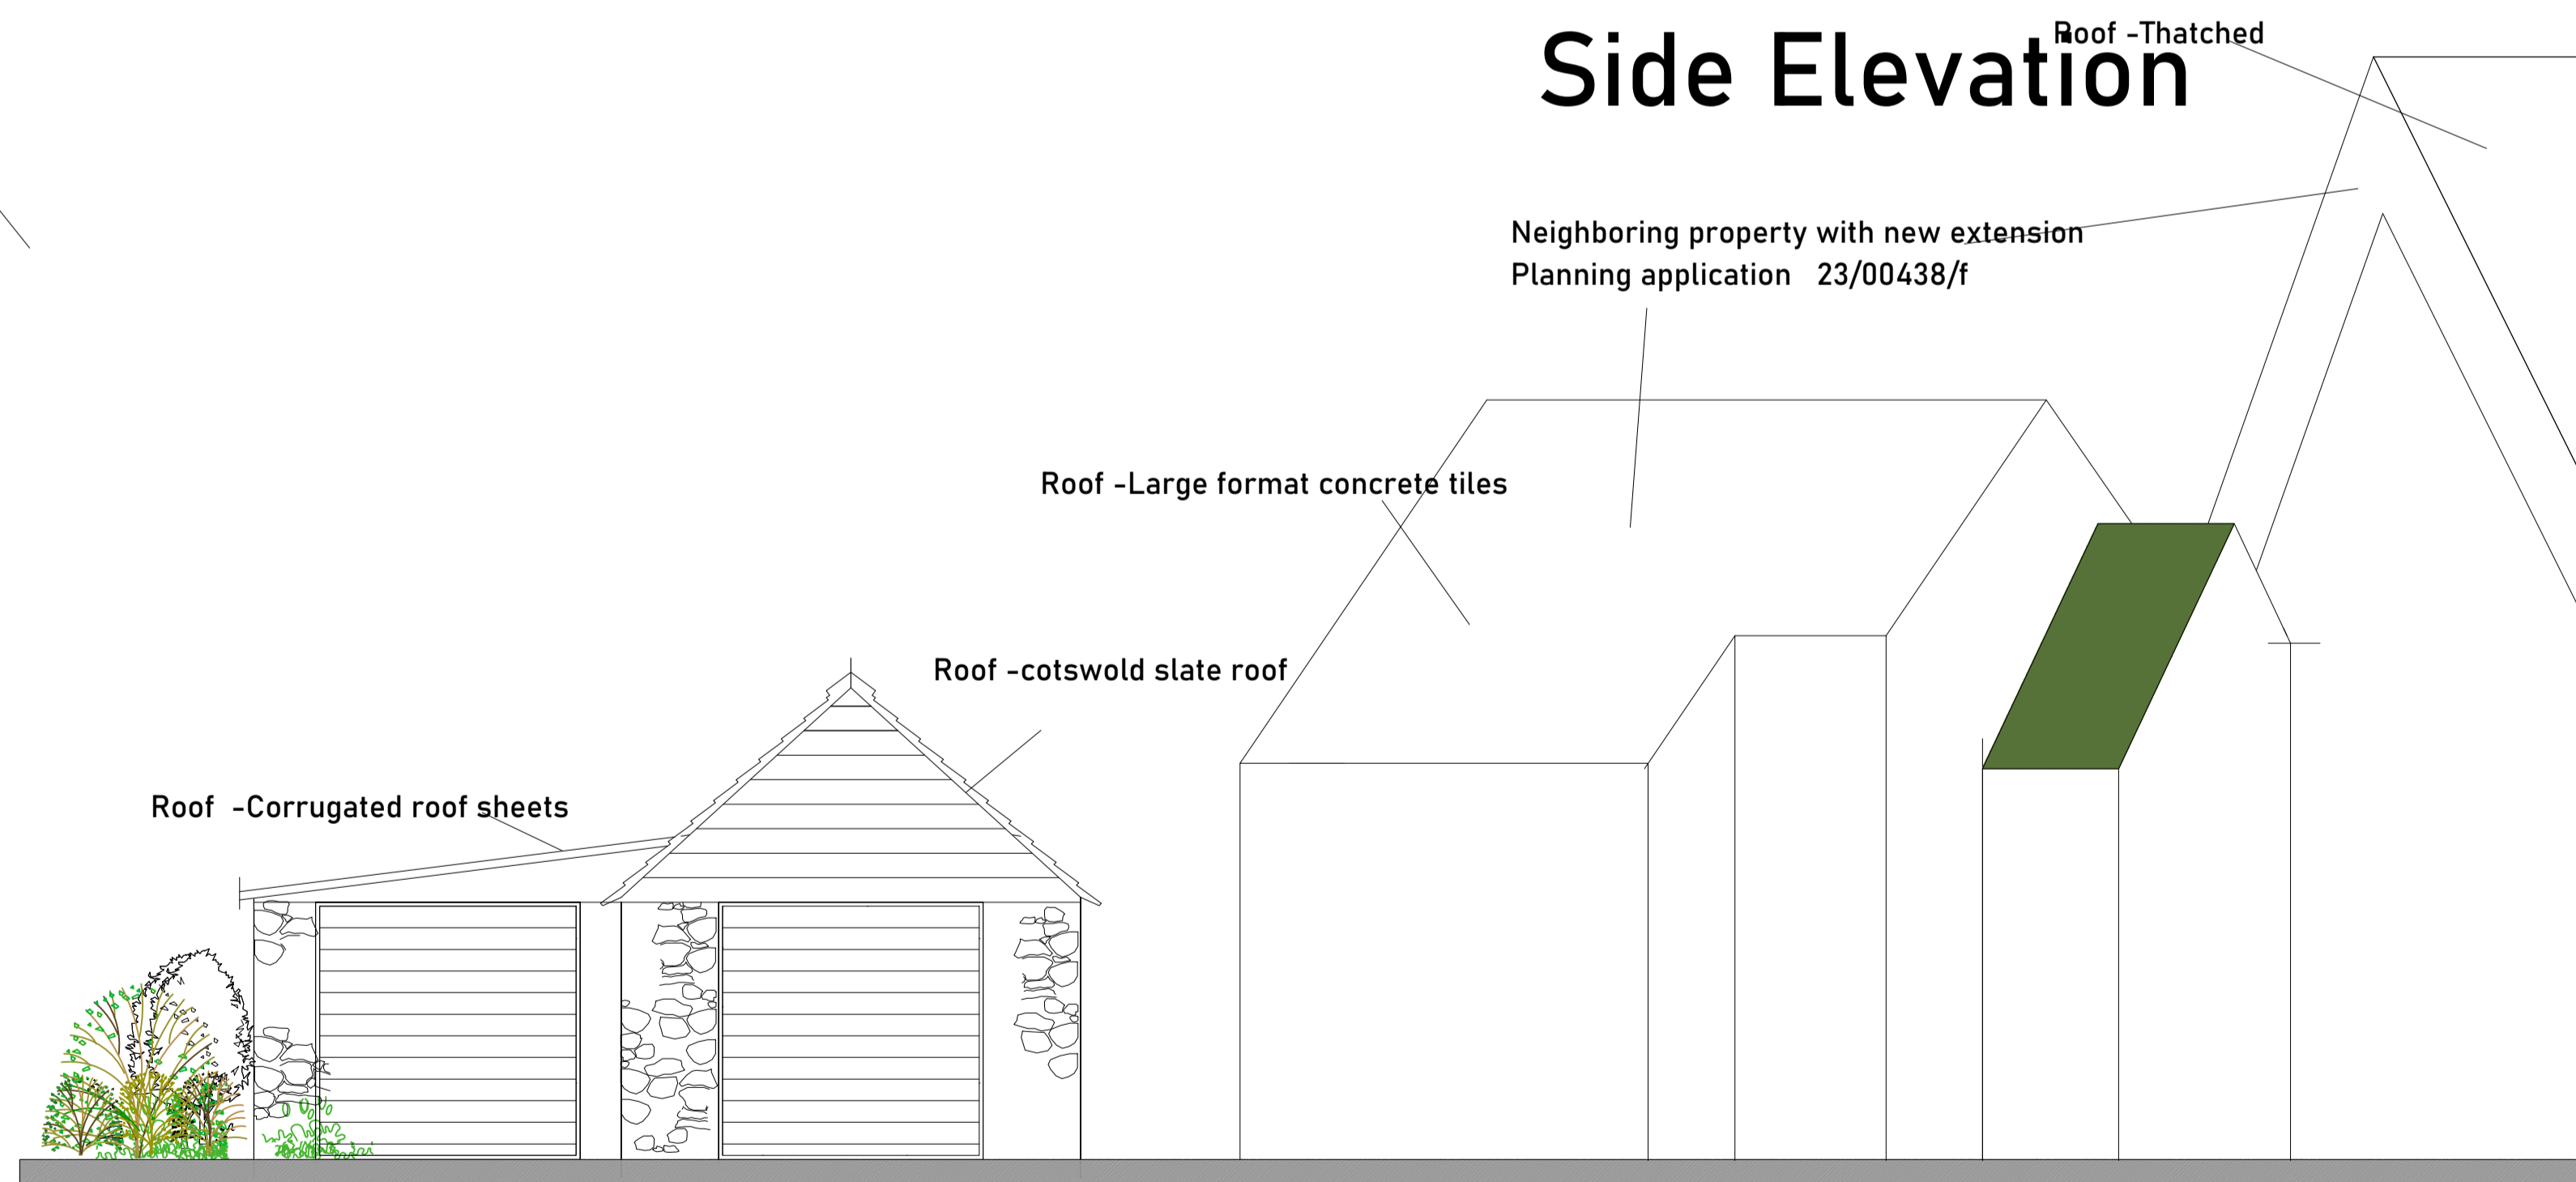 Side Elevation
Roof -Thatched
Neighboring property with new extension
Planning application   23/00438/f
Roof -Large format concrete tiles
Roof -cotswold slate roof
Roof  -Corrugated roof sheets